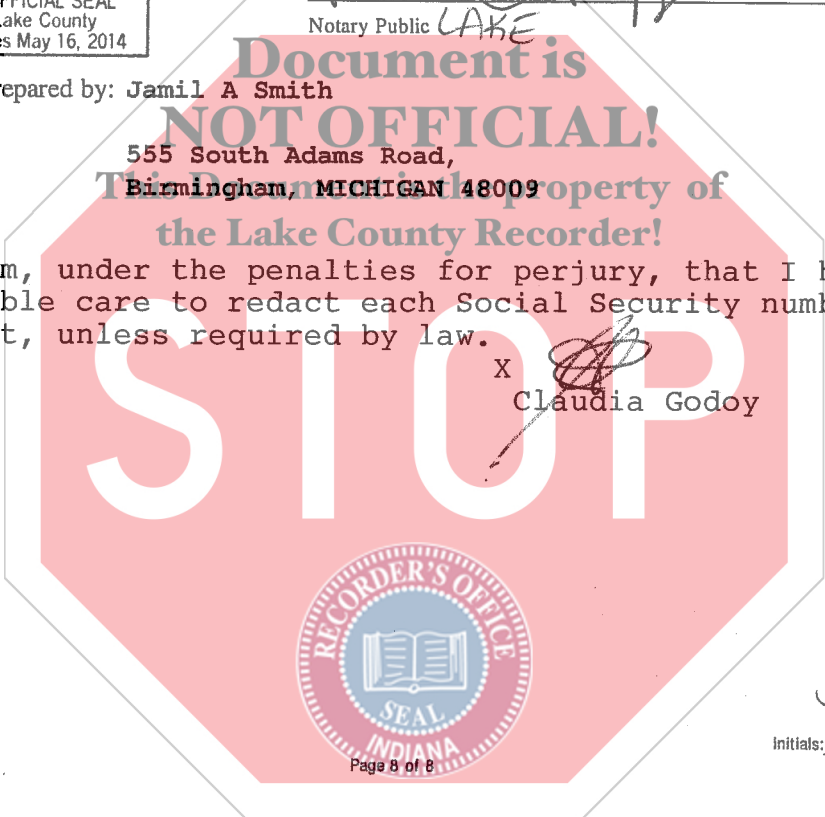 FICIAL SEAL
Lake County
es May 16, 2014
Notary Public LAKE
Document is
epared by: Jamil A Smith
NOT OFFICIAL!
555 South Adams Road,
Birmingham, MICHIGAN 48009
This Document is the property of
the Lake County Recorder!
m, under the penalties for perjury, that I h
ble care to redact each Social Security numb
t, unless required by law.
STOP
X
Claudia Godoy
RECORDER'S OFFICE
SEAL
INDIANA
Initials:
Page 8 of 8